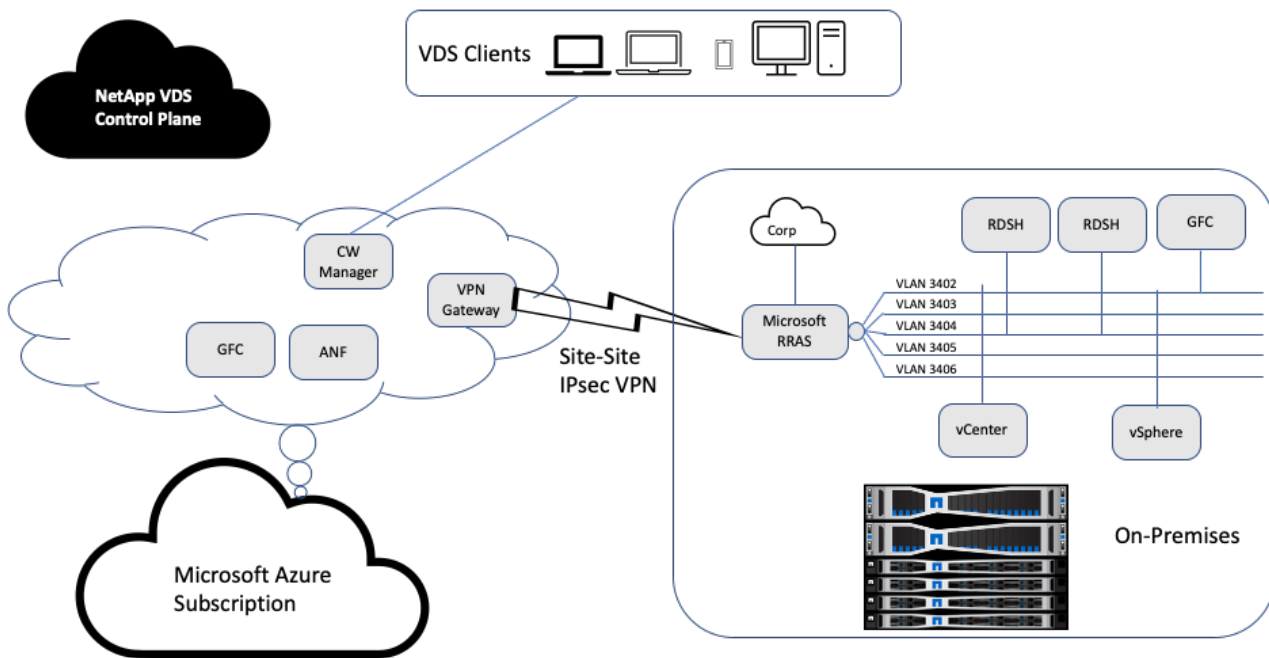 NetApp VDS
Control Plane
VDS Clients
CW
Manager
VPN
Gateway
GFC
ANF
Site-Site
IPsec VPN
Microsoft Azure
Subscription
Corp
Microsoft
RRAS
RDSH
RDSH
GFC
VLAN 3402
VLAN 3403
VLAN 3404
VLAN 3405
VLAN 3406
vCenter
vSphere
On-Premises